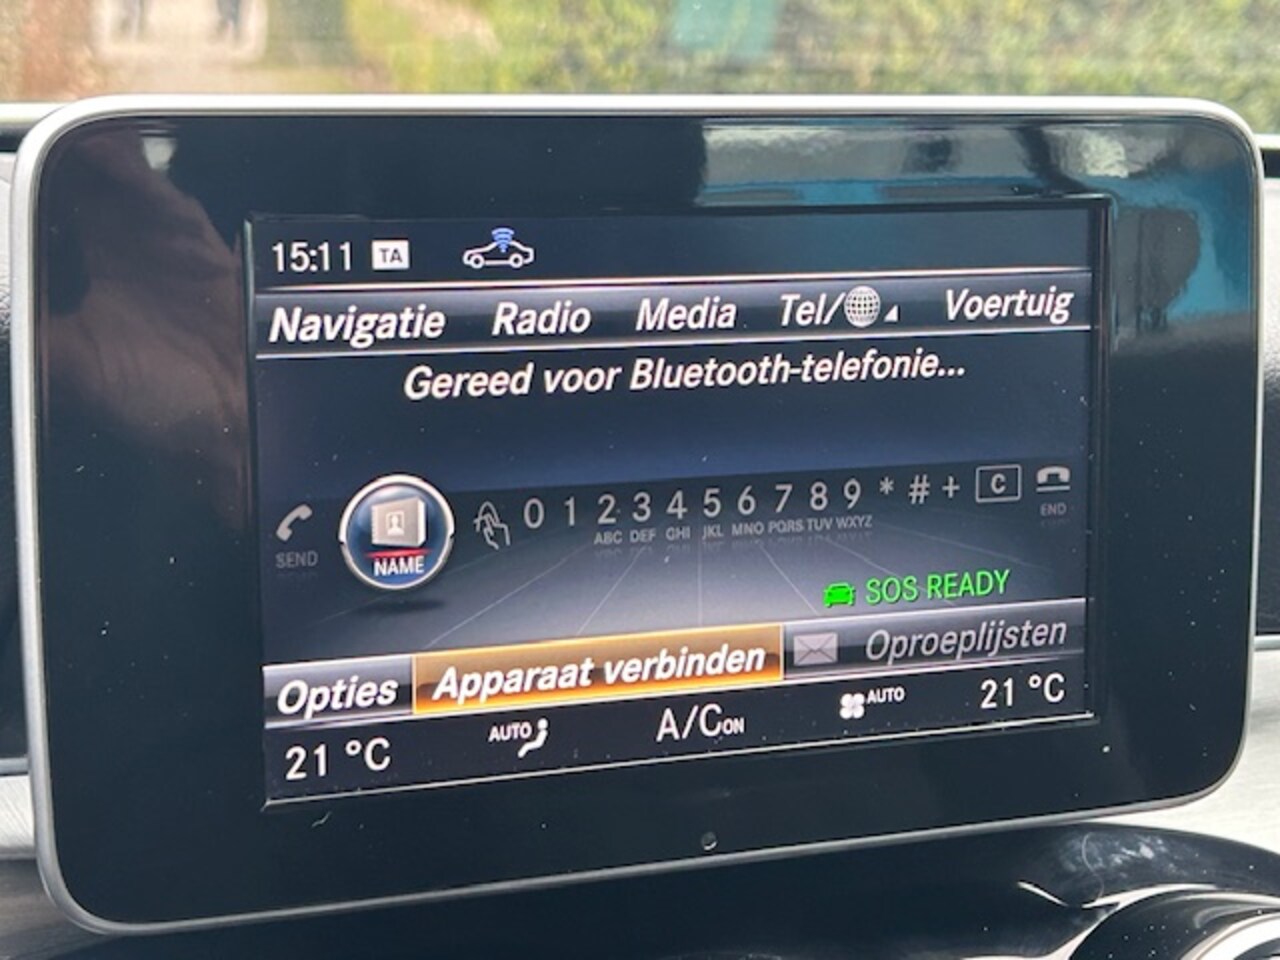 15:11 TA
Navigatie Radio Media Tel/ Voertuig
Gereed voor Bluetooth-telefonie...
SEND NAME 0 1 2 3 4 5 6 7 8 9 * # + C END
ABC DEF GHI JKL MNO PQRS TUV WXYZ
SOS READY
Opties Apparaat verbinden Oproeplijsten
21 °C AUTO A/C ON AUTO 21 °C